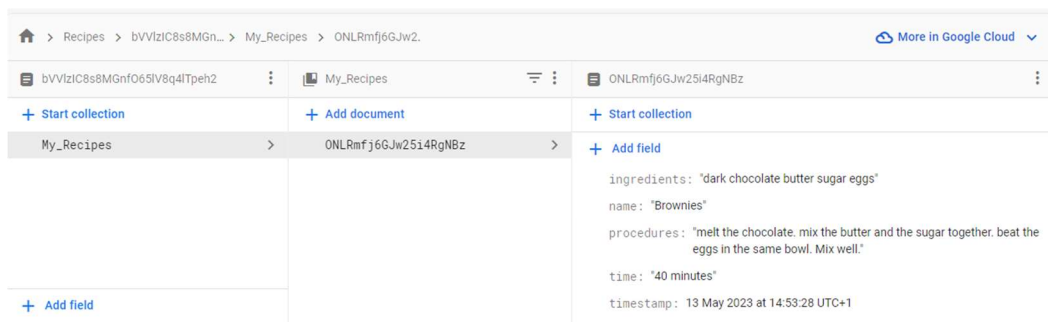 Recipes > bVVlzIC8s8MGn... > My_Recipes > ONLRmfj6GJw2.
More in Google Cloud
bVVlzIC8s8MGnfO65lV8q4lTpeh2
My_Recipes
ONLRmfj6GJw25i4RgNBz
+ Start collection
+ Add document
+ Start collection
My_Recipes >
ONLRmfj6GJw25i4RgNBz >
+ Add field
ingredients: "dark chocolate butter sugar eggs"
name: "Brownies"
procedures: "melt the chocolate. mix the butter and the sugar together. beat the
eggs in the same bowl. Mix well."
time: "40 minutes"
timestamp: 13 May 2023 at 14:53:28 UTC+1
+ Add field